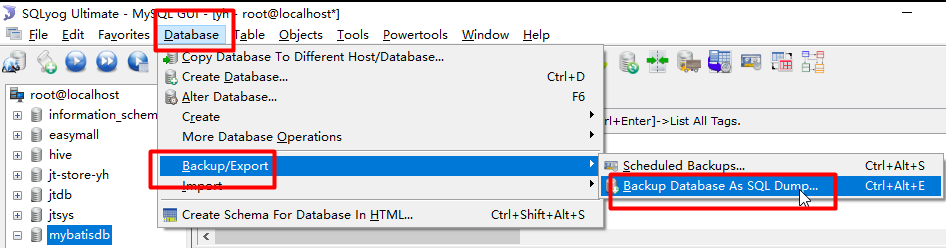 SQLyog Ultimate - MySQL GUI - [yh - root@localhost*]
File Edit Favorites Database Table Objects Tools Powertools Window Help
Copy Database To Different Host/Database...
root@localhost
Create Database... Ctrl+D
information_schem
Alter Database... F6
Create
rl+Enter]->List All Tags.
easymall
More Database Operations
hive
jt-store-yh
Backup/Export
Scheduled Backups... Ctrl+Alt+S
jtdb
Import
Backup Database As SQL Dump... Ctrl+Alt+E
jtsys
Create Schema For Database In HTML... Ctrl+Shift+Alt+S
mybatisdb